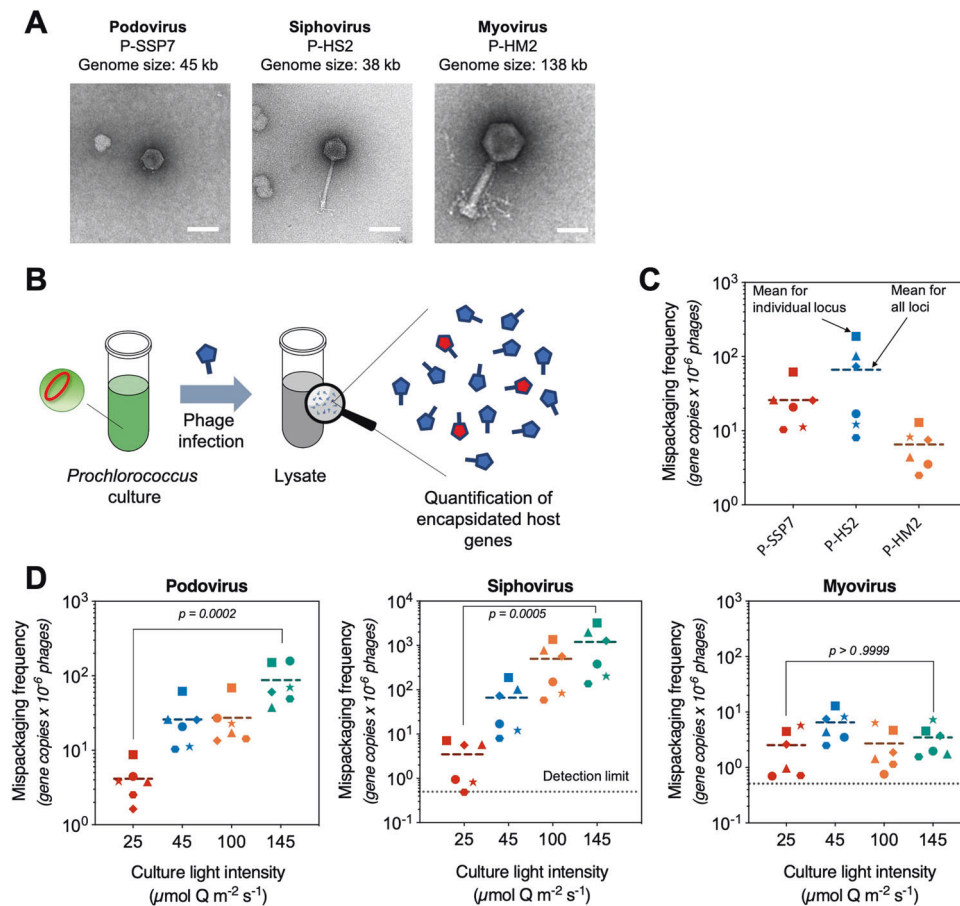 A
Podovirus
P-SSP7
Genome size: 45 kb
Siphovirus
P-HS2
Genome size: 38 kb
Myovirus
P-HM2
Genome size: 138 kb
B
Phage
infection
Prochlorococcus
culture
Lysate
Quantification of
encapsidated host
genes
C
Mispackaging frequency
(gene copies x 10⁻⁶ phages)
10³
10²
10¹
10⁰
Mean for
individual locus
Mean for
all loci
P-SSP7
P-HS2
P-HM2
D
Podovirus
Mispackaging frequency
(gene copies x 10⁻⁶ phages)
10³
10²
10¹
10⁰
p = 0.0002
25 45 100 145
Culture light intensity
(µmol Q m⁻² s⁻¹)
Siphovirus
Mispackaging frequency
(gene copies x 10⁻⁶ phages)
10⁴
10³
10²
10¹
10⁰
10⁻¹
p = 0.0005
Detection limit
25 45 100 145
Culture light intensity
(µmol Q m⁻² s⁻¹)
Myovirus
Mispackaging frequency
(gene copies x 10⁻⁶ phages)
10³
10²
10¹
10⁰
10⁻¹
p > 0 .9999
25 45 100 145
Culture light intensity
(µmol Q m⁻² s⁻¹)